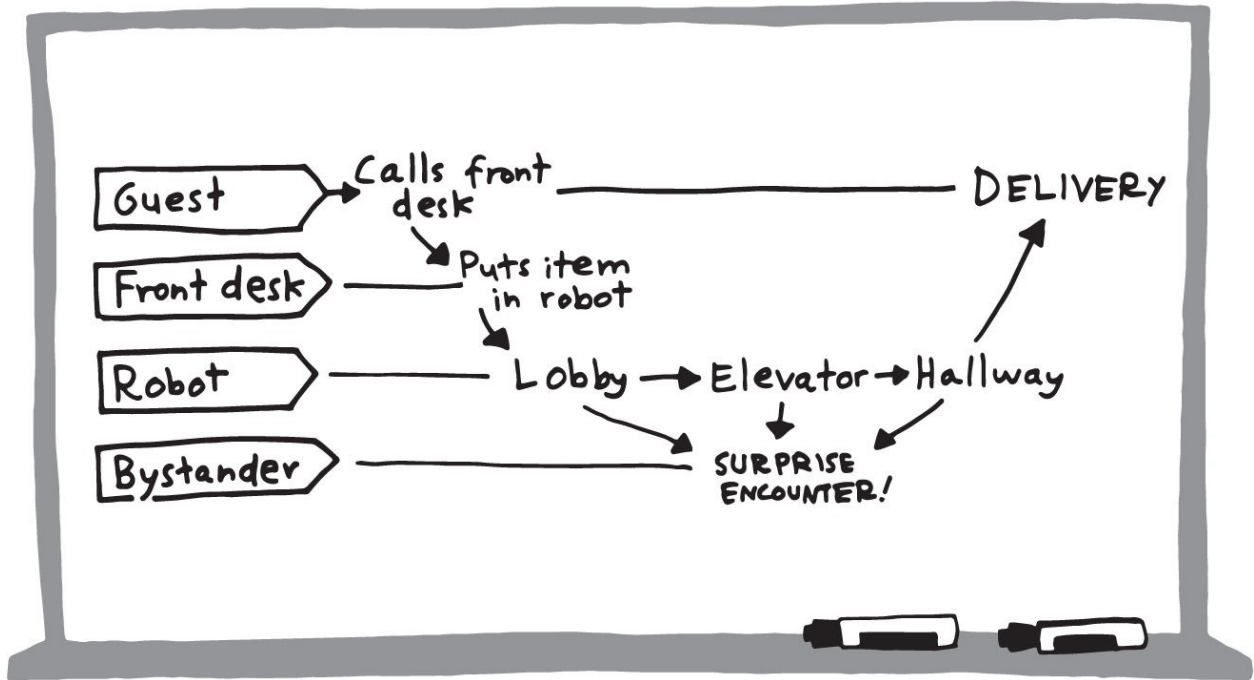 Guest
Calls front
desk
DELIVERY
Front desk
Puts item
in robot
Robot
Lobby
Elevator
Hallway
Bystander
SURPRISE
ENCOUNTER!